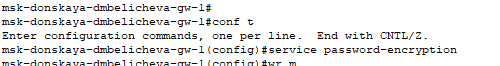 msk-donskaya-dmbelicheva-gw-1#
msk-donskaya-dmbelicheva-gw-1#conf t
Enter configuration commands, one per line.  End with CNTL/Z.
msk-donskaya-dmbelicheva-gw-1(config)#service password-encryption
msk-donskaya-dmbelicheva-gw-1(config)#wr m